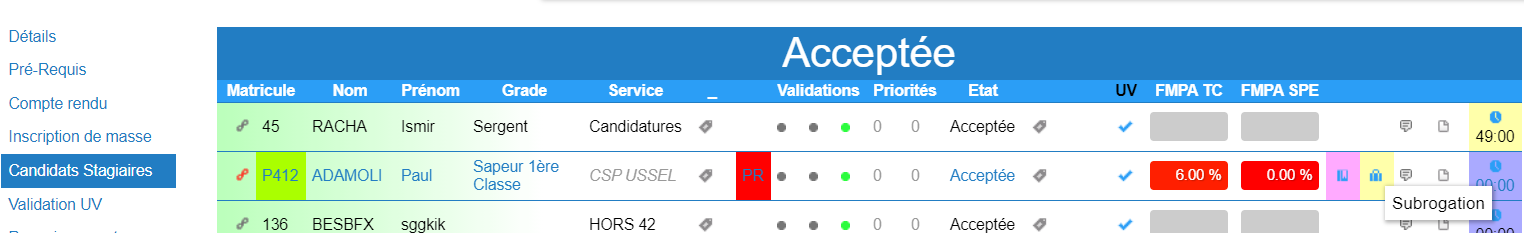 Détails
Pré-Requis
Compte rendu
Inscription de masse
Candidats Stagiaires
Validation UV
Acceptée
Matricule Nom Prénom Grade Service _ Validations Priorités Etat UV FMPA TC FMPA SPE
45 RACHA Ismir Sergent Candidatures 0 0 Acceptée 49:00
P412 ADAMOLI Paul Sapeur 1ère Classe CSP USSEL PR 0 0 Acceptée 6.00 % 0.00 % 00:00
Subrogation
136 BESBFX sggkik HORS 42 0 0 Acceptée 00:00